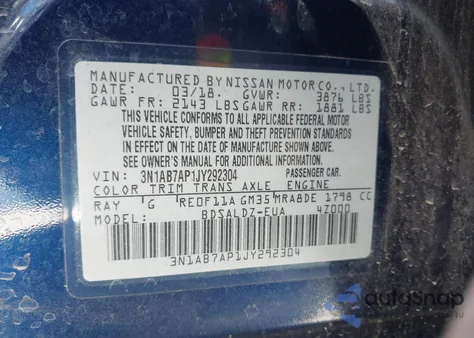 MANUFACTURED BY NISSAN MOTOR CO., LTD.
DATE: 03/18. GVWR: 3876 LBS
GAWR FR: 2143 LBS GAWR RR: 1881 LBS
THIS VEHICLE CONFORMS TO ALL APPLICABLE FEDERAL MOTOR
VEHICLE SAFETY, BUMPER AND THEFT PREVENTION STANDARDS
IN EFFECT ON THE DATE OF MANUFACTURE SHOWN ABOVE.
SEE OWNER'S MANUAL FOR ADDITIONAL INFORMATION.
VIN: 3N1AB7AP1JY292304 PASSENGER CAR.
COLOR TRIM TRANS AXLE ENGINE
RAY G RE0F11A GM35 MRA8DE 1798 CC
MODEL: BDSALDZ-EUA 4Z000
3N1AB7AP1JY292304
autosnap